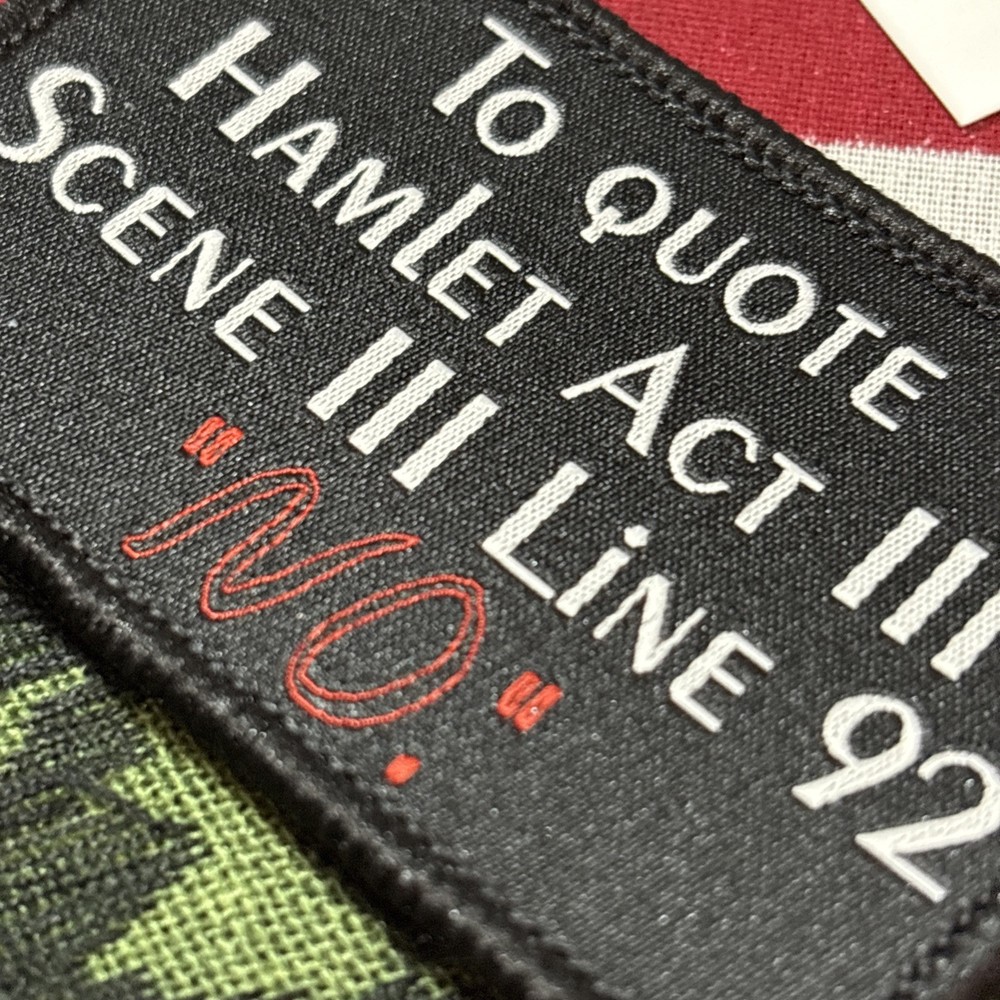 To QUOTE
HAMLET ACT III
SCENE III LiNE 92
"NO."